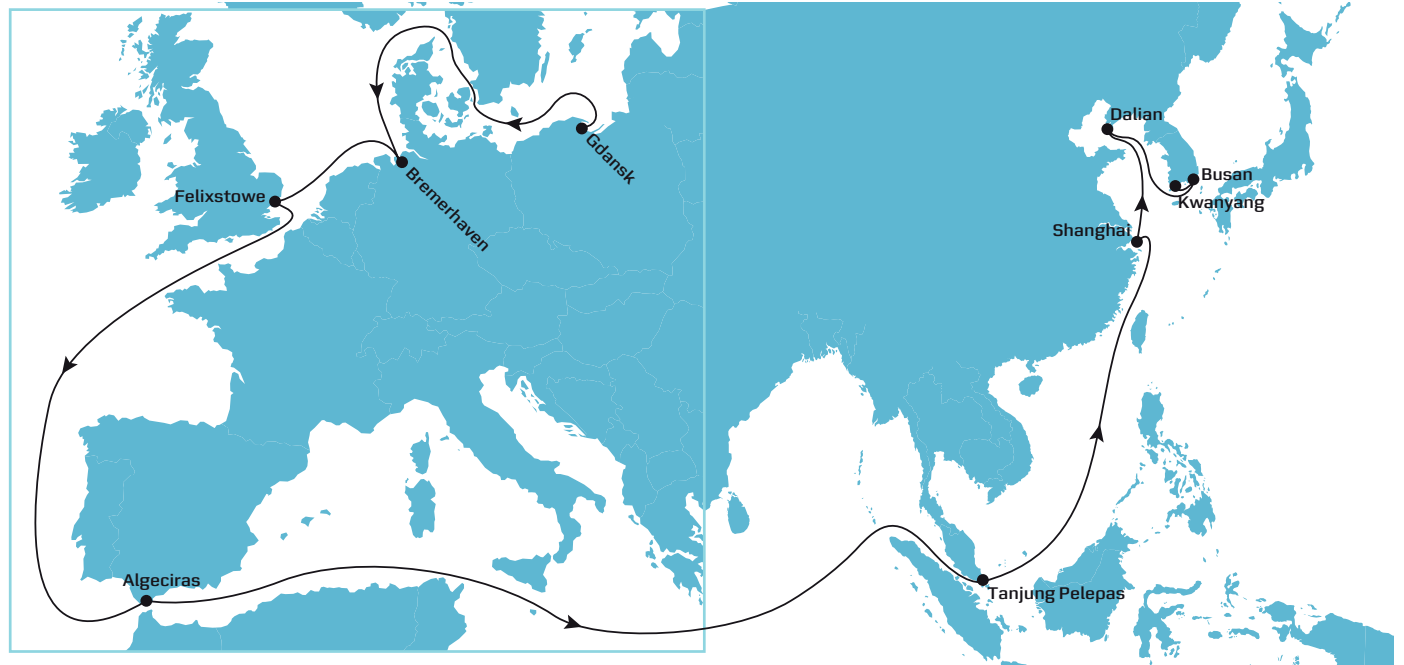 Dalian
Gdansk
Busan
Bremerhaven
Felixstowe
Kwanyang
Shanghai
Algeciras
Tanjung Pelepas